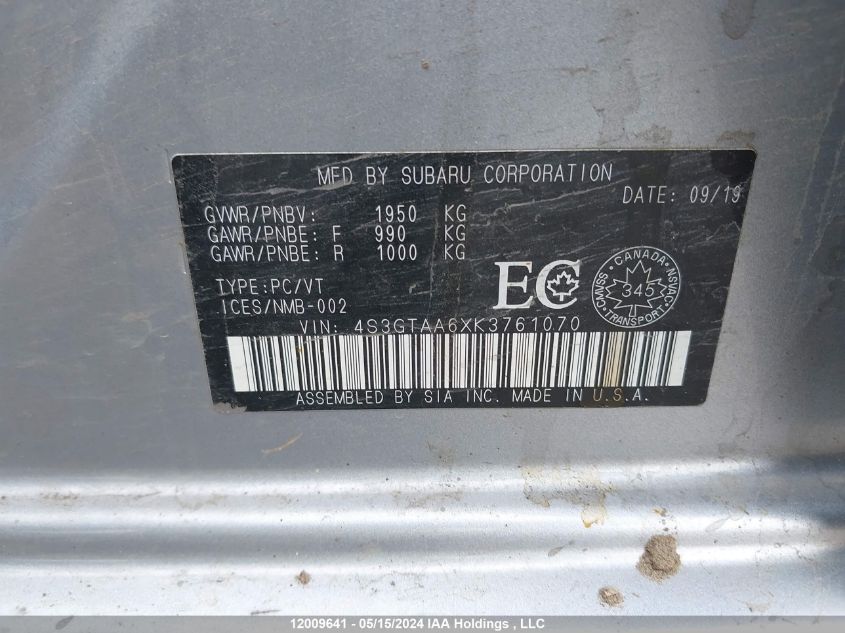 MFD BY SUBARU CORPORATION
DATE: 09/19
GVWR/PNBV: 1950 KG
GAWR/PNBE: F 990 KG
GAWR/PNBE: R 1000 KG
TYPE:PC/VT
ICES/NMB-002
EC
CANADA
CMVSS 345 NSVAC
TRANSPORT
VIN: 4S3GTAA6XK3761070
ASSEMBLED BY SIA INC. MADE IN U.S.A.
12009641 - 05/15/2024 IAA Holdings , LLC